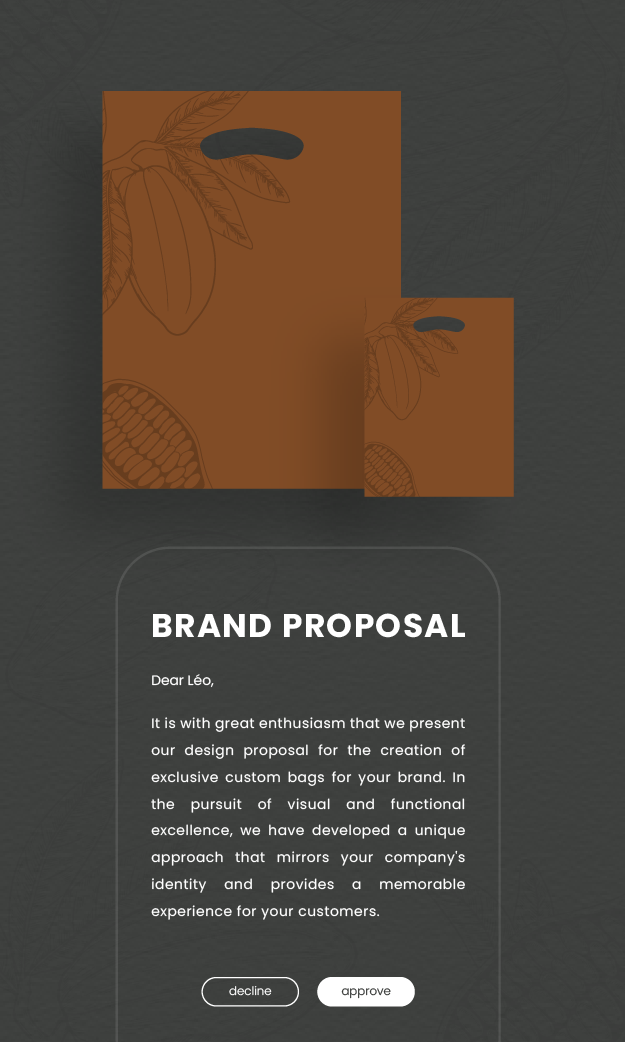 BRAND PROPOSAL
Dear Léo,
It is with great enthusiasm that we present
our design proposal for the creation of
exclusive custom bags for your brand. In
the pursuit of visual and functional
excellence, we have developed a unique
approach that mirrors your company's
identity and provides a memorable
experience for your customers.
decline approve